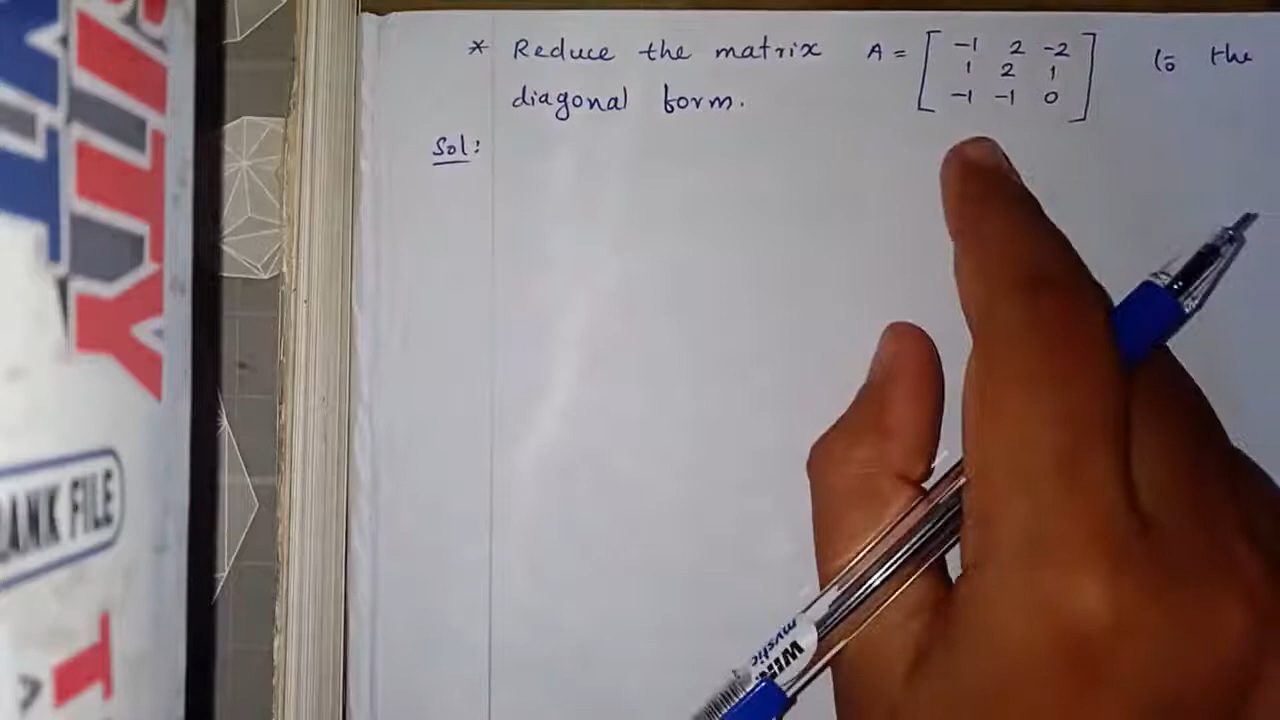 * Reduce the matrix A = [ -1 2 -2 to the
1 2 1
-1 -1 0 ]
diagonal form.
Sol:
ANK FILE
mystic